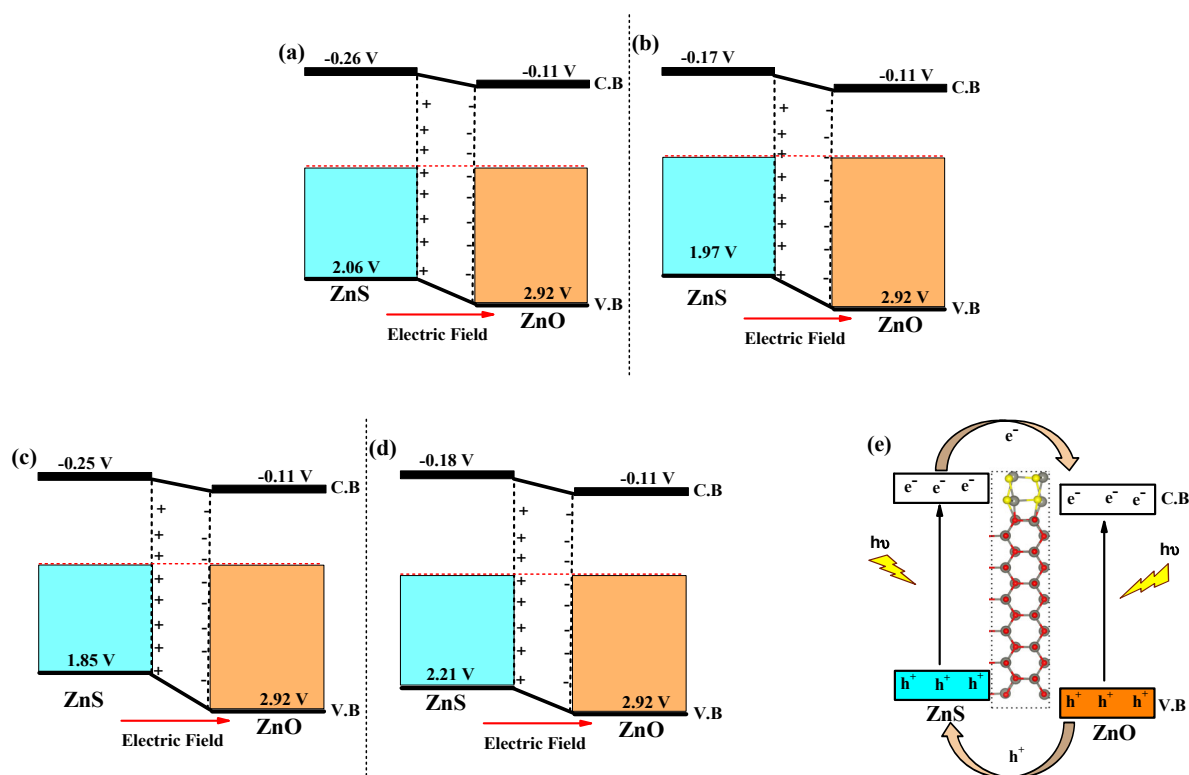 (a)
-0.26 V
-0.11 V
C.B
+ + + + + + + +
- - - - - - - - -
2.06 V
2.92 V
V.B
ZnS
ZnO
Electric Field
(b)
-0.17 V
-0.11 V
C.B
+ + + + + + + +
- - - - - - - - -
1.97 V
2.92 V
V.B
ZnS
ZnO
Electric Field
(c)
-0.25 V
-0.11 V
C.B
+ + + + + + + +
- - - - - - - - -
1.85 V
2.92 V
V.B
ZnS
ZnO
Electric Field
(d)
-0.18 V
-0.11 V
C.B
+ + + + + + + +
- - - - - - - - -
2.21 V
2.92 V
V.B
ZnS
ZnO
Electric Field
(e)
e⁻
e⁻ e⁻ e⁻
e⁻ e⁻ e⁻
C.B
hυ
hυ
h⁺ h⁺ h⁺
h⁺ h⁺ h⁺
V.B
ZnS
ZnO
h⁺